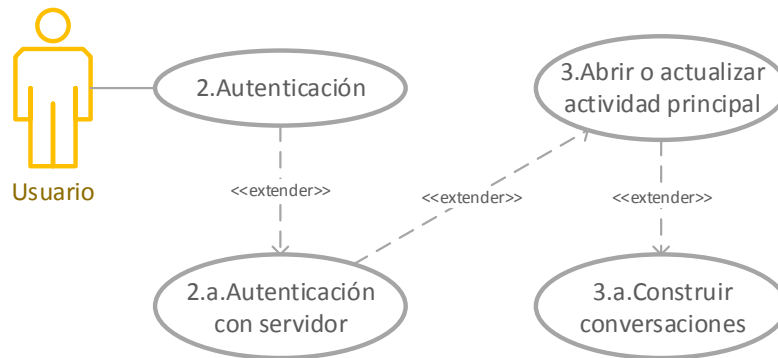 2.Autenticación
3.Abrir o actualizar
actividad principal
Usuario
<<extender>>
<<extender>>
<<extender>>
2.a.Autenticación
con servidor
3.a.Construir
conversaciones